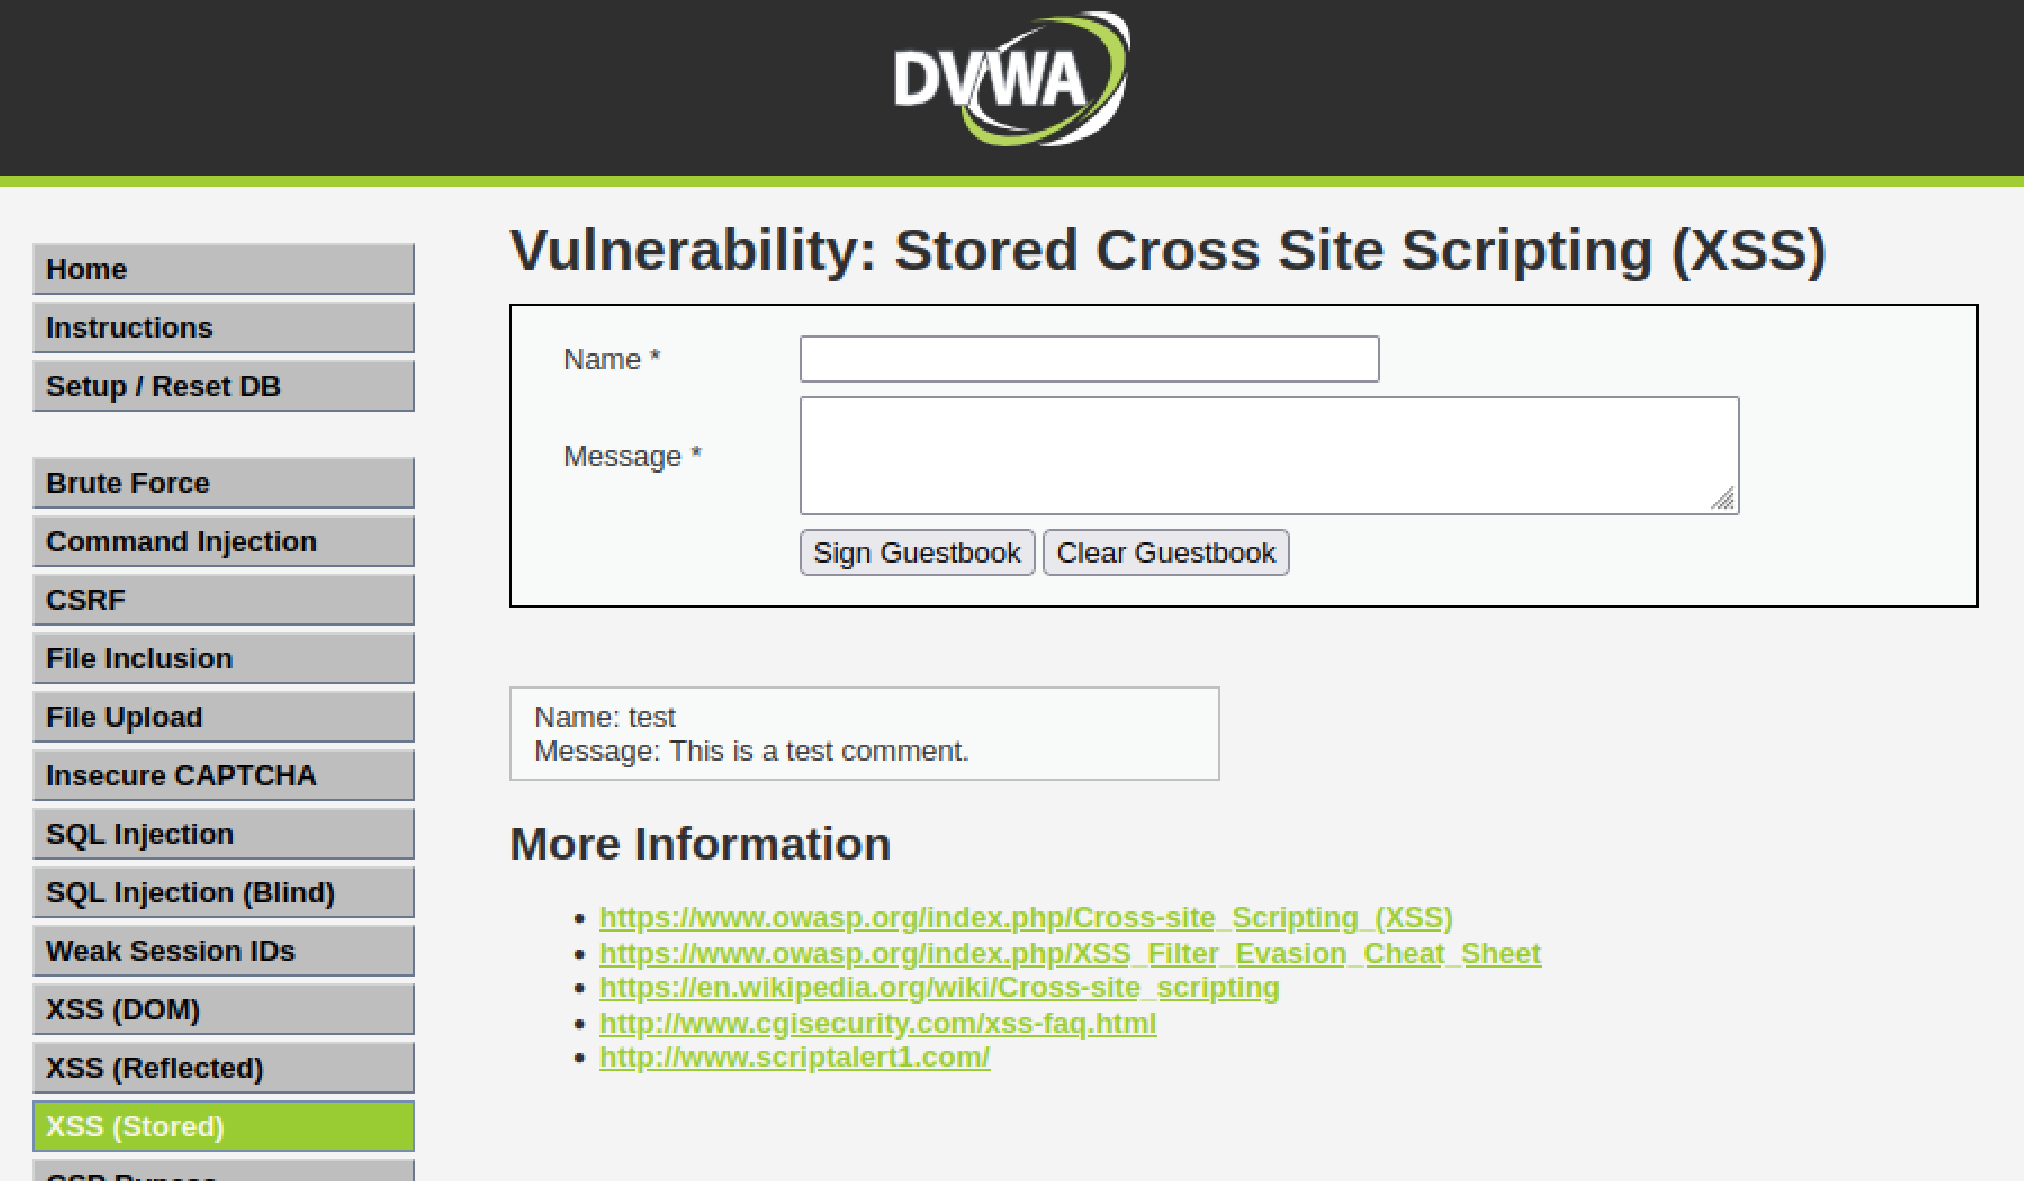 DVWA
Home
Instructions
Setup / Reset DB
Brute Force
Command Injection
CSRF
File Inclusion
File Upload
Insecure CAPTCHA
SQL Injection
SQL Injection (Blind)
Weak Session IDs
XSS (DOM)
XSS (Reflected)
XSS (Stored)
Vulnerability: Stored Cross Site Scripting (XSS)
Name *
Message *
Sign Guestbook Clear Guestbook
Name: test
Message: This is a test comment.
More Information
• https://www.owasp.org/index.php/Cross-site_Scripting_(XSS)
• https://www.owasp.org/index.php/XSS_Filter_Evasion_Cheat_Sheet
• https://en.wikipedia.org/wiki/Cross-site_scripting
• http://www.cgisecurity.com/xss-faq.html
• http://www.scriptalert1.com/